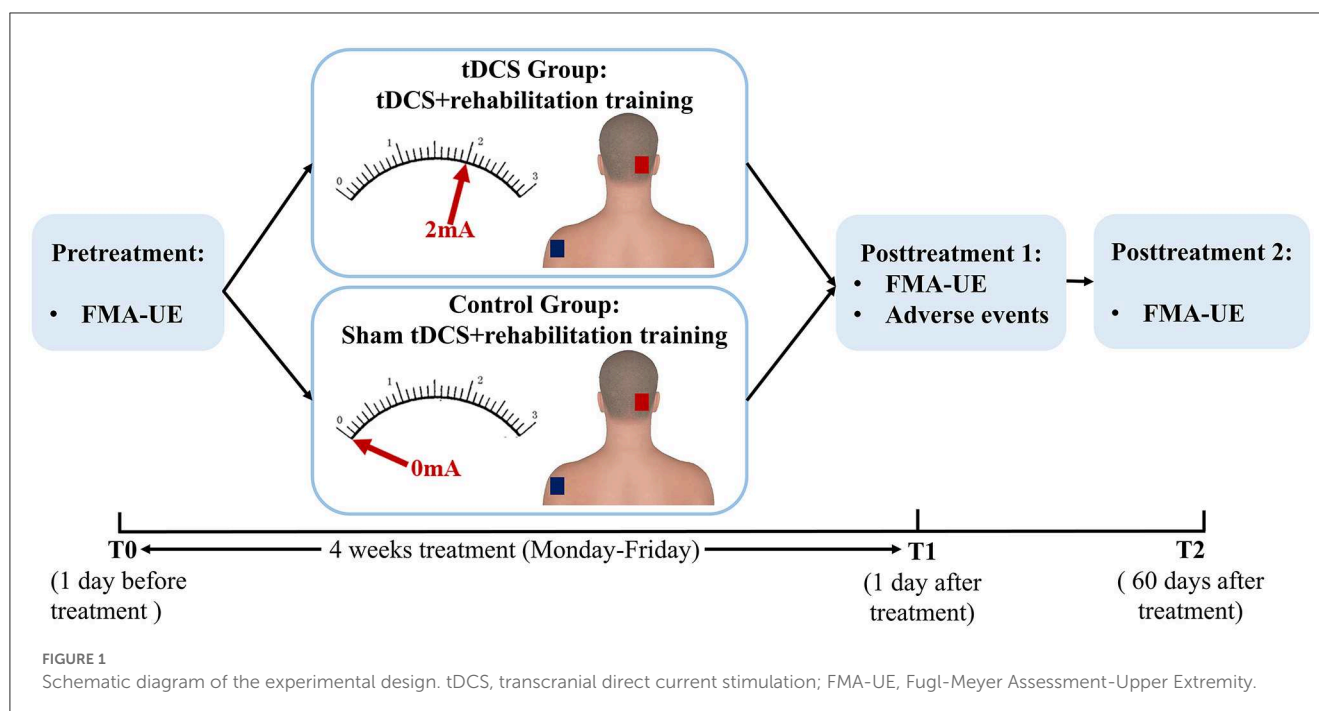 tDCS Group:
tDCS+rehabilitation training
0
1
2
3
2mA
Pretreatment:
• FMA-UE
Control Group:
Sham tDCS+rehabilitation training
0
1
2
3
0mA
Posttreatment 1:
• FMA-UE
• Adverse events
Posttreatment 2:
• FMA-UE
T0
4 weeks treatment (Monday-Friday)
T1
T2
(1 day before
treatment )
(1 day after
treatment)
( 60 days after
treatment)
FIGURE 1
Schematic diagram of the experimental design. tDCS, transcranial direct current stimulation; FMA-UE, Fugl-Meyer Assessment-Upper Extremity.